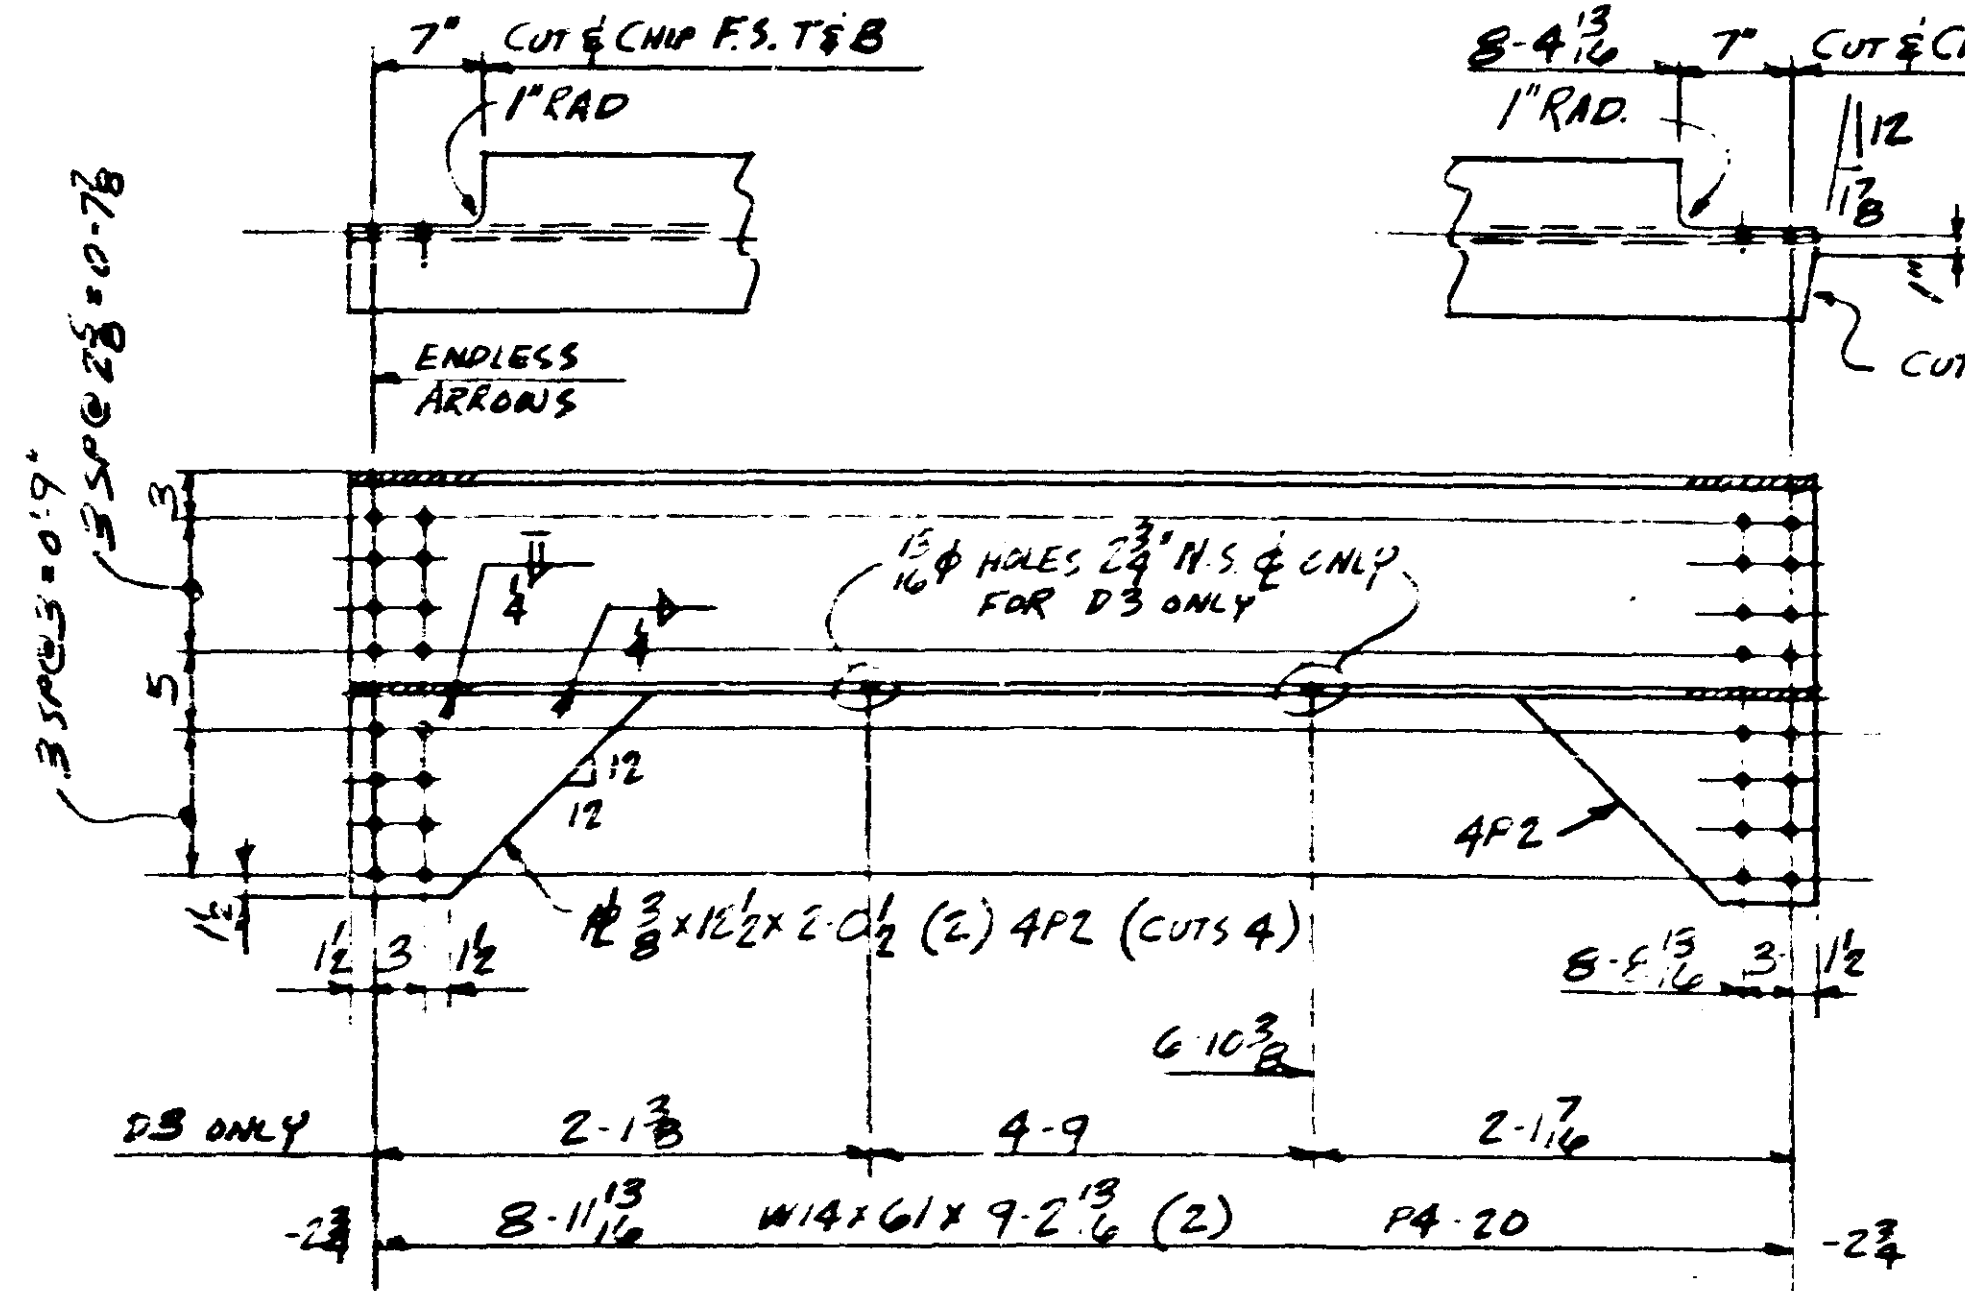 7" CUT & CHIP F.S. T&B
1" RAD
8-4 13/16 7" CUT & C
1" RAD.
12
1 7/8
1"
CUT
ENDLESS
ARROWS
3 SP @ 2 5/8 = 0-7 7/8
3 SP @ 3 = 0'-9"
3
5
1 1/2
1/4
1/4
15/16 ϕ HOLES 2 3/4" N.S. ℄ ONLY
FOR D3 ONLY
12
12
4P2
℄ 3/8 x 12 1/2 x 2-0 1/2 (2) 4P2 (CUTS 4)
1 1/2 3 1 1/2
8-8 13/16 3 1 1/2
6-10 3/8
D3 ONLY 2-1 3/8 4-9 2-1 7/16
-2 3/4 8-11 13/16 W14 x 61 x 9-2 13/16 (2) P4-20 -2 3/4